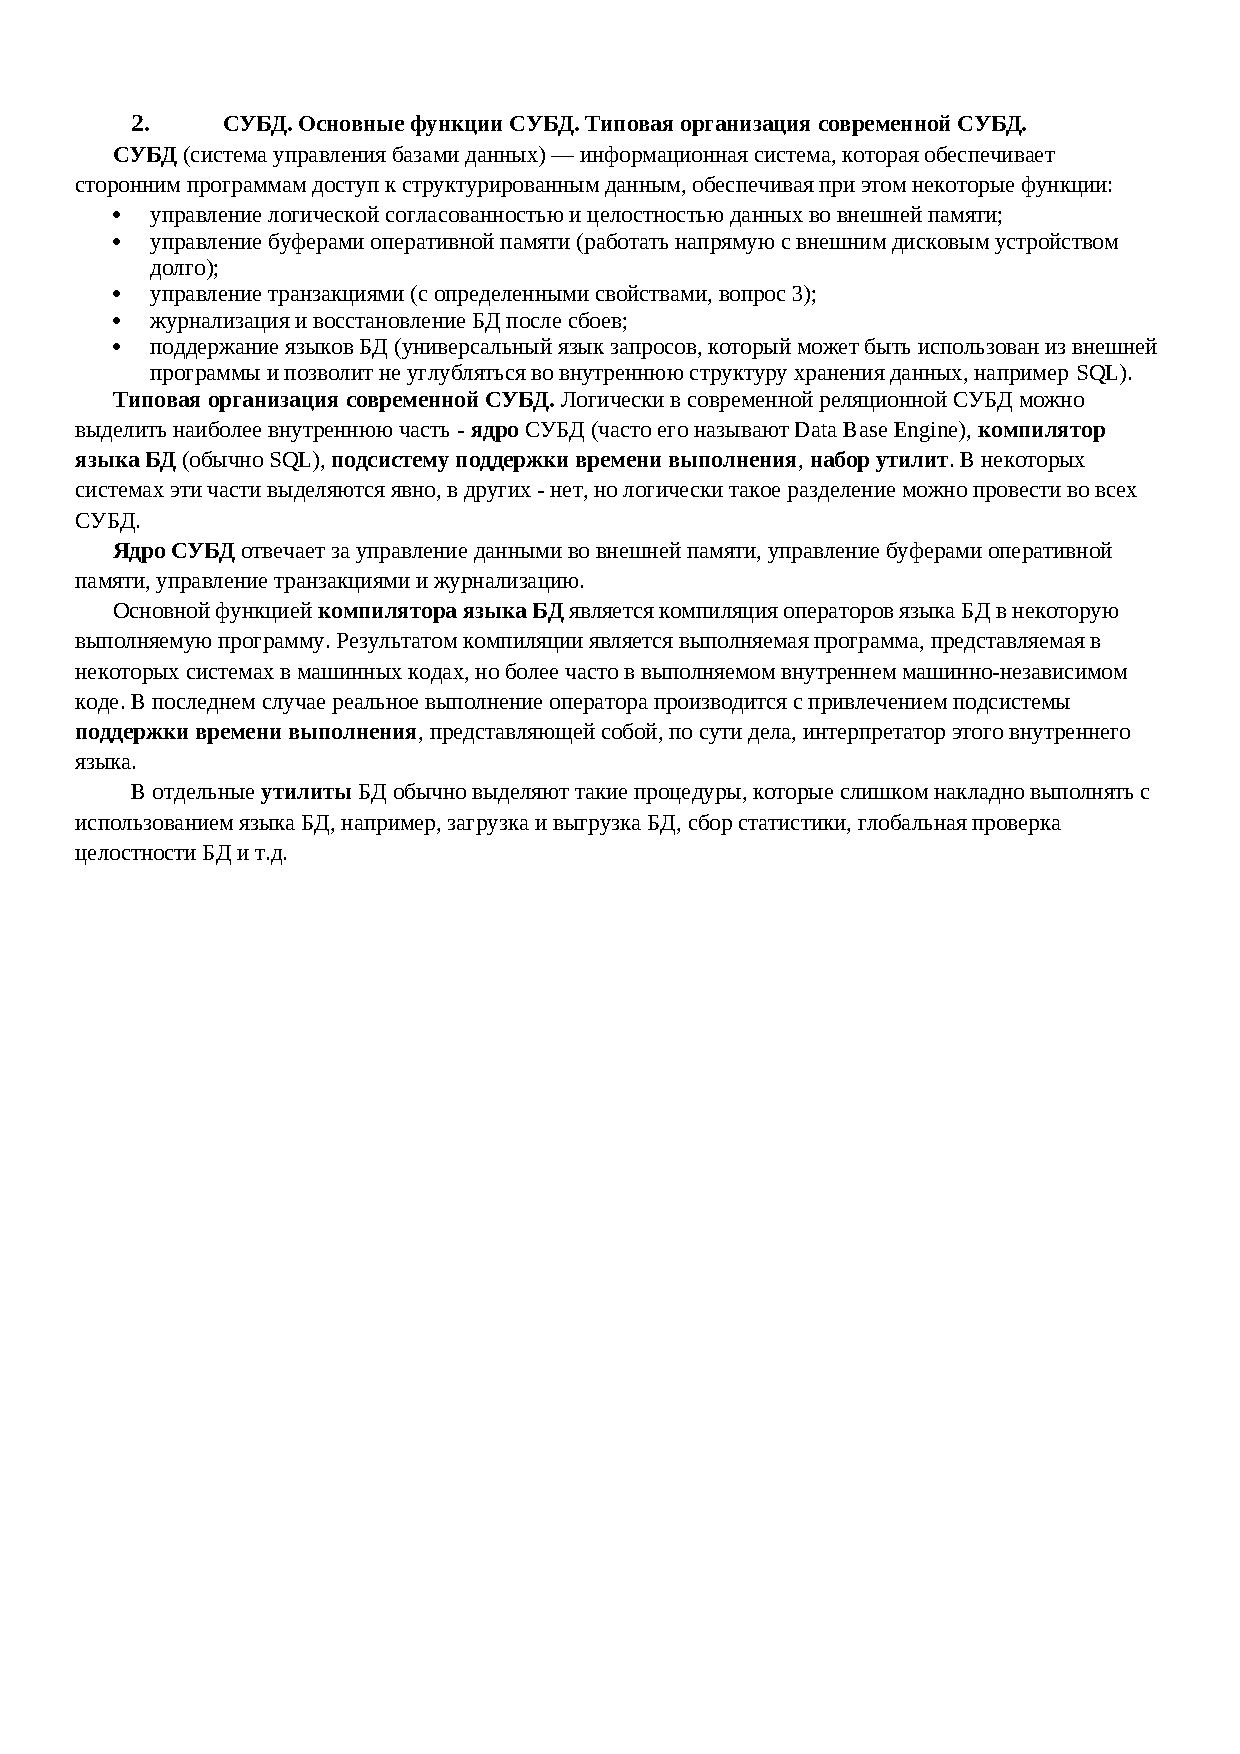 2. СУБД. Основные функции СУБД. Типовая организация современной СУБД.
СУБД (система управления базами данных) — информационная система, которая обеспечивает
сторонним программам доступ к структурированным данным, обеспечивая при этом некоторые функции:
• управление логической согласованностью и целостностью данных во внешней памяти;
• управление буферами оперативной памяти (работать напрямую с внешним дисковым устройством
долго);
• управление транзакциями (с определенными свойствами, вопрос 3);
• журнализация и восстановление БД после сбоев;
• поддержание языков БД (универсальный язык запросов, который может быть использован из внешней
программы и позволит не углубляться во внутреннюю структуру хранения данных, например SQL).
Типовая организация современной СУБД. Логически в современной реляционной СУБД можно
выделить наиболее внутреннюю часть - ядро СУБД (часто его называют Data Base Engine), компилятор
языка БД (обычно SQL), подсистему поддержки времени выполнения, набор утилит. В некоторых
системах эти части выделяются явно, в других - нет, но логически такое разделение можно провести во всех
СУБД.
Ядро СУБД отвечает за управление данными во внешней памяти, управление буферами оперативной
памяти, управление транзакциями и журнализацию.
Основной функцией компилятора языка БД является компиляция операторов языка БД в некоторую
выполняемую программу. Результатом компиляции является выполняемая программа, представляемая в
некоторых системах в машинных кодах, но более часто в выполняемом внутреннем машинно-независимом
коде. В последнем случае реальное выполнение оператора производится с привлечением подсистемы
поддержки времени выполнения, представляющей собой, по сути дела, интерпретатор этого внутреннего
языка.
В отдельные утилиты БД обычно выделяют такие процедуры, которые слишком накладно выполнять с
использованием языка БД, например, загрузка и выгрузка БД, сбор статистики, глобальная проверка
целостности БД и т.д.